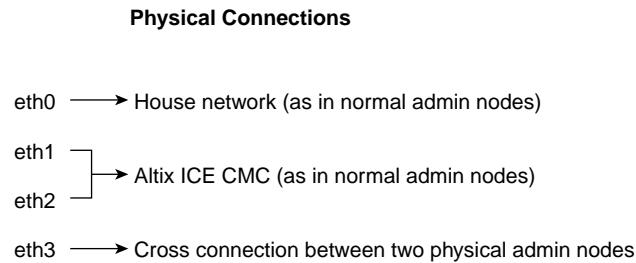 Physical Connections
eth0 House network (as in normal admin nodes)
eth1
Altix ICE CMC (as in normal admin nodes)
eth2
eth3 Cross connection between two physical admin nodes